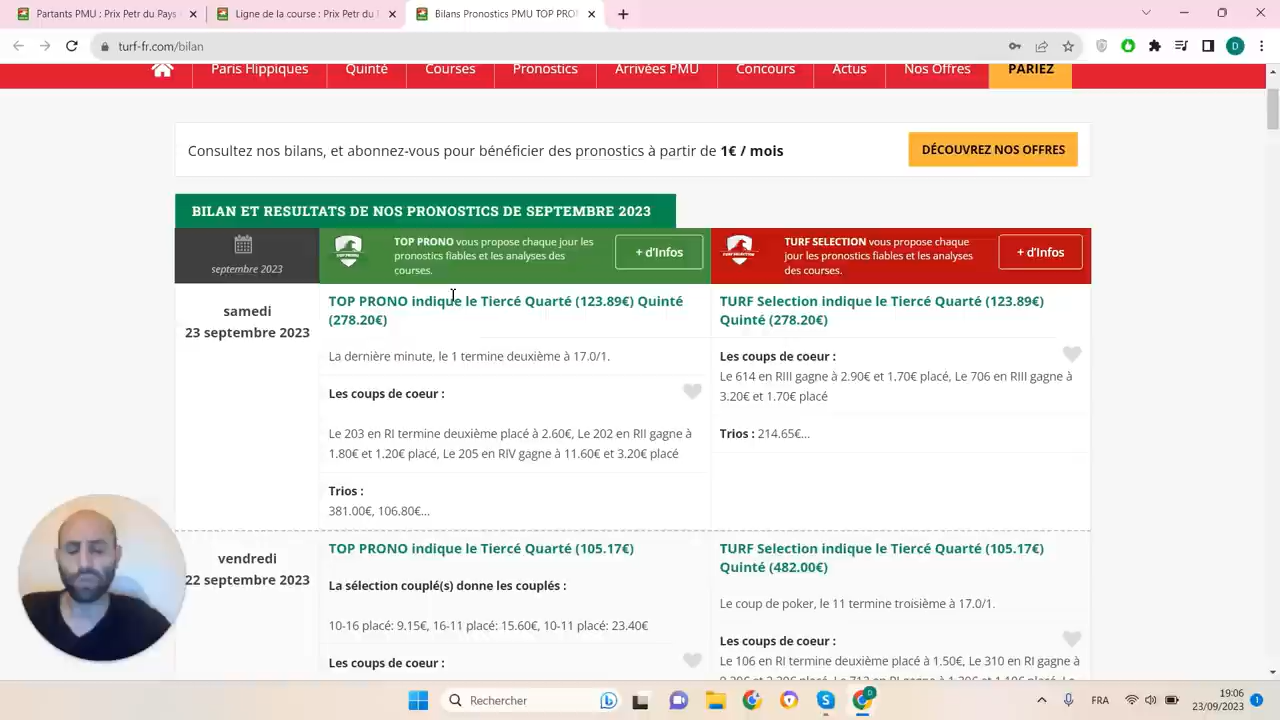 Partants PMU : Prix Petr du Pays
Ligne de la course : Prix Petr d
Bilans Pronostics PMU TOP PRON
turf-fr.com/bilan
D
Paris Hippiques
Quinté
Courses
Pronostics
Arrivées PMU
Concours
Actus
Nos Offres
PARIEZ
Consultez nos bilans, et abonnez-vous pour bénéficier des pronostics à partir de 1€ / mois
DÉCOUVREZ NOS OFFRES
BILAN ET RESULTATS DE NOS PRONOSTICS DE SEPTEMBRE 2023
septembre 2023
TOP PRONO
TOP PRONO vous propose chaque jour les
pronostics fiables et les analyses des
courses.
+ d'Infos
TURF SELECTION
TURF SELECTION vous propose chaque
jour les pronostics fiables et les analyses
des courses.
+ d'Infos
samedi
23 septembre 2023
TOP PRONO indique le Tiercé Quarté (123.89€) Quinté
(278.20€)
La dernière minute, le 1 termine deuxième à 17.0/1.
Les coups de coeur :
Le 203 en RI termine deuxième placé à 2.60€, Le 202 en RII gagne à
1.80€ et 1.20€ placé, Le 205 en RIV gagne à 11.60€ et 3.20€ placé
Trios :
381.00€, 106.80€...
TURF Selection indique le Tiercé Quarté (123.89€)
Quinté (278.20€)
Les coups de coeur :
Le 614 en RIII gagne à 2.90€ et 1.70€ placé, Le 706 en RIII gagne à
3.20€ et 1.70€ placé
Trios : 214.65€...
vendredi
22 septembre 2023
TOP PRONO indique le Tiercé Quarté (105.17€)
La sélection couplé(s) donne les couplés :
10-16 placé: 9.15€, 16-11 placé: 15.60€, 10-11 placé: 23.40€
Les coups de coeur :
TURF Selection indique le Tiercé Quarté (105.17€)
Quinté (482.00€)
Le coup de poker, le 11 termine troisième à 17.0/1.
Les coups de coeur :
Le 106 en RI termine deuxième placé à 1.50€, Le 310 en RI gagne à
Rechercher
FRA
19:06
23/09/2023